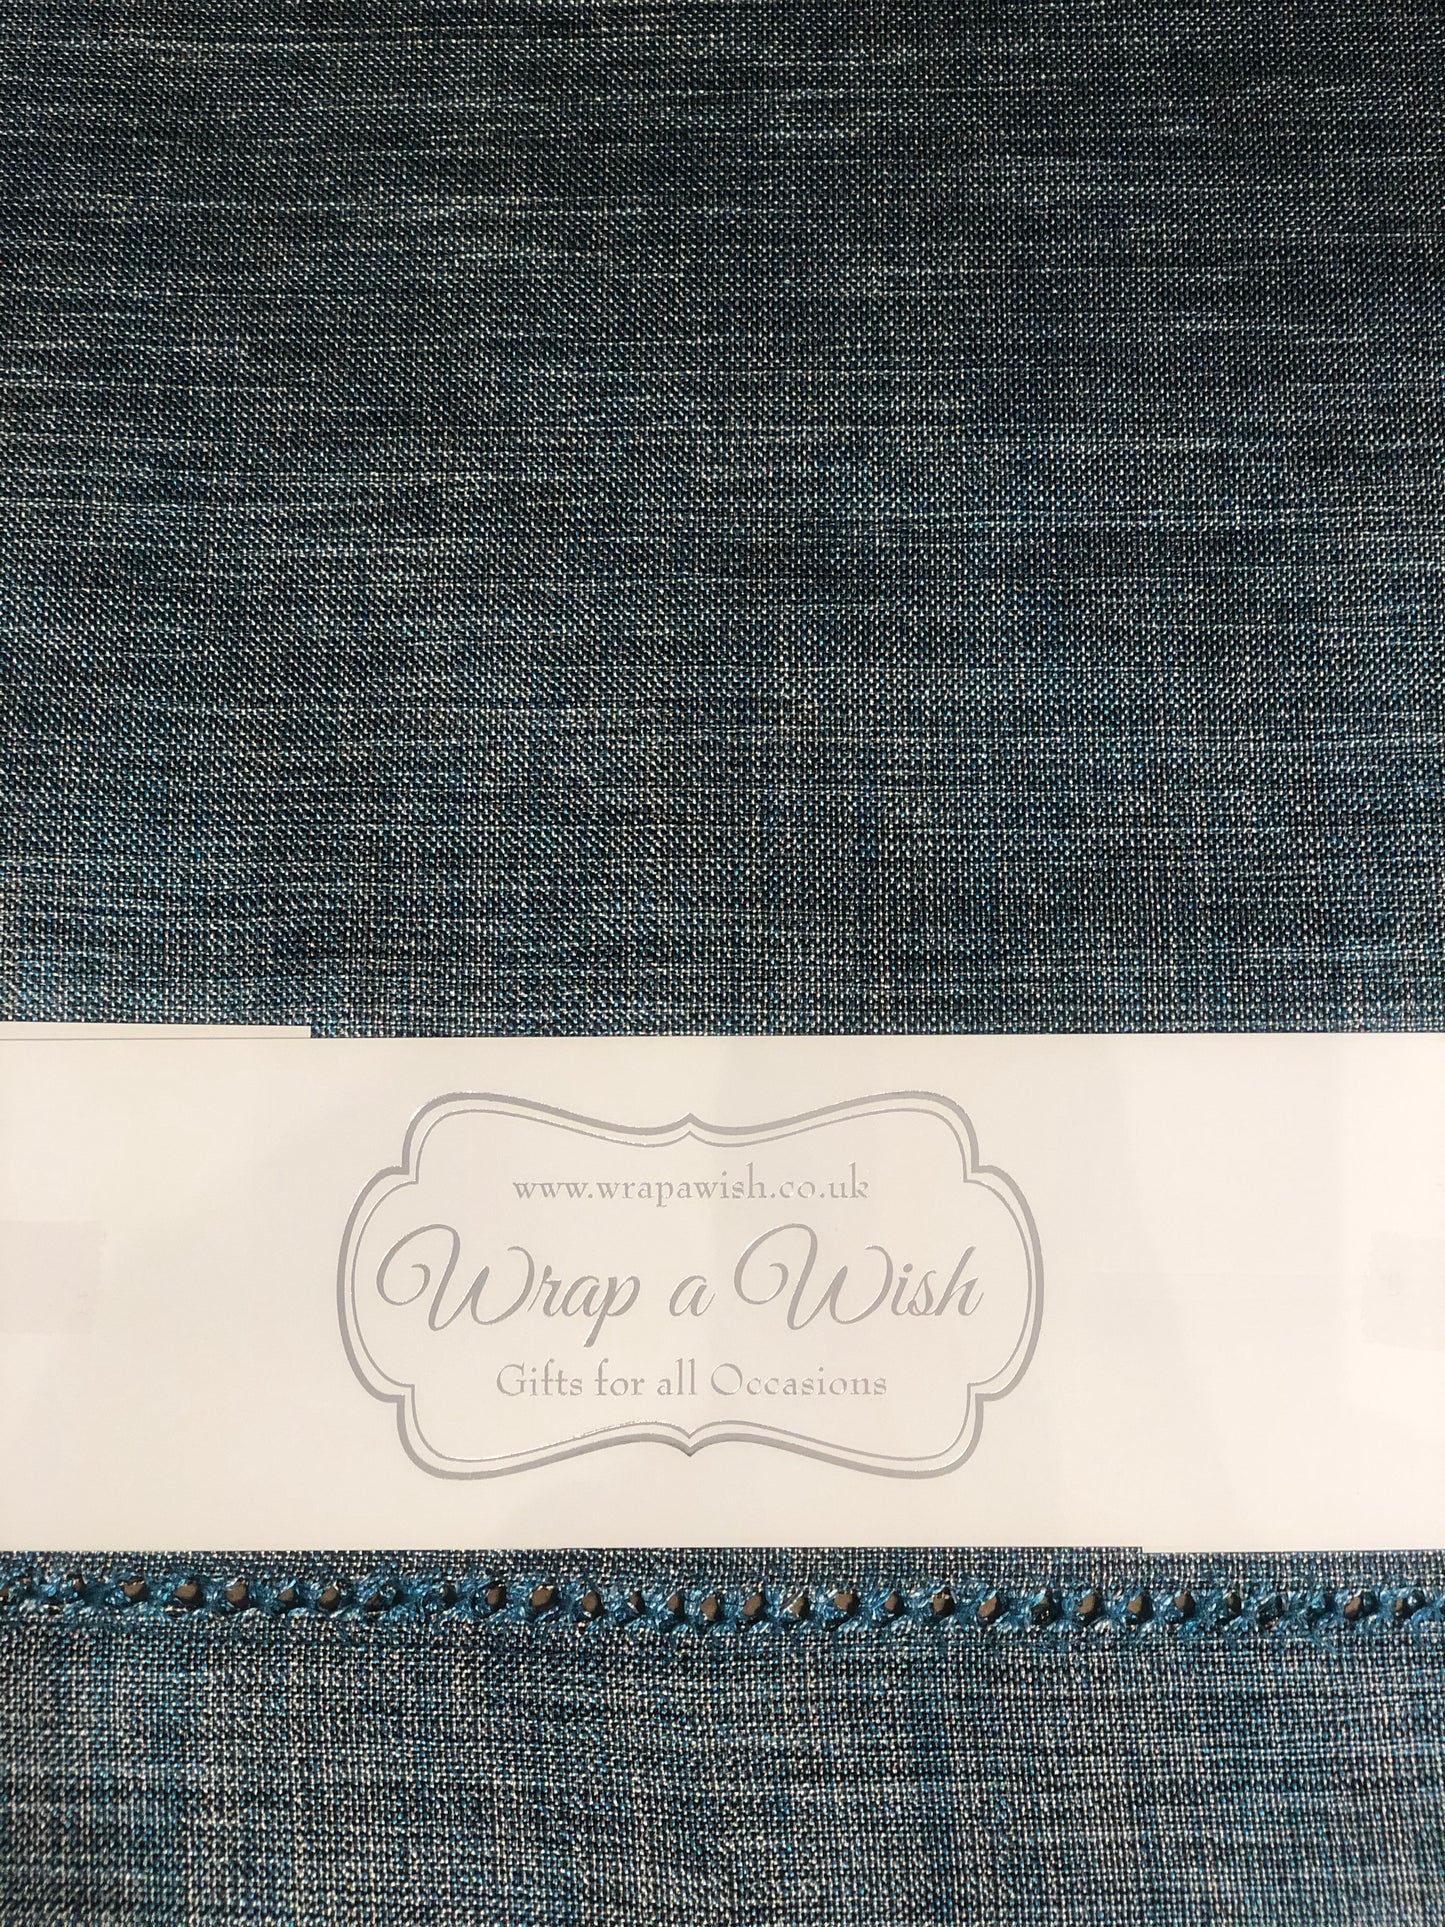 www.wrapawish.co.uk
Wrap a Wish
Gifts for all Occasions